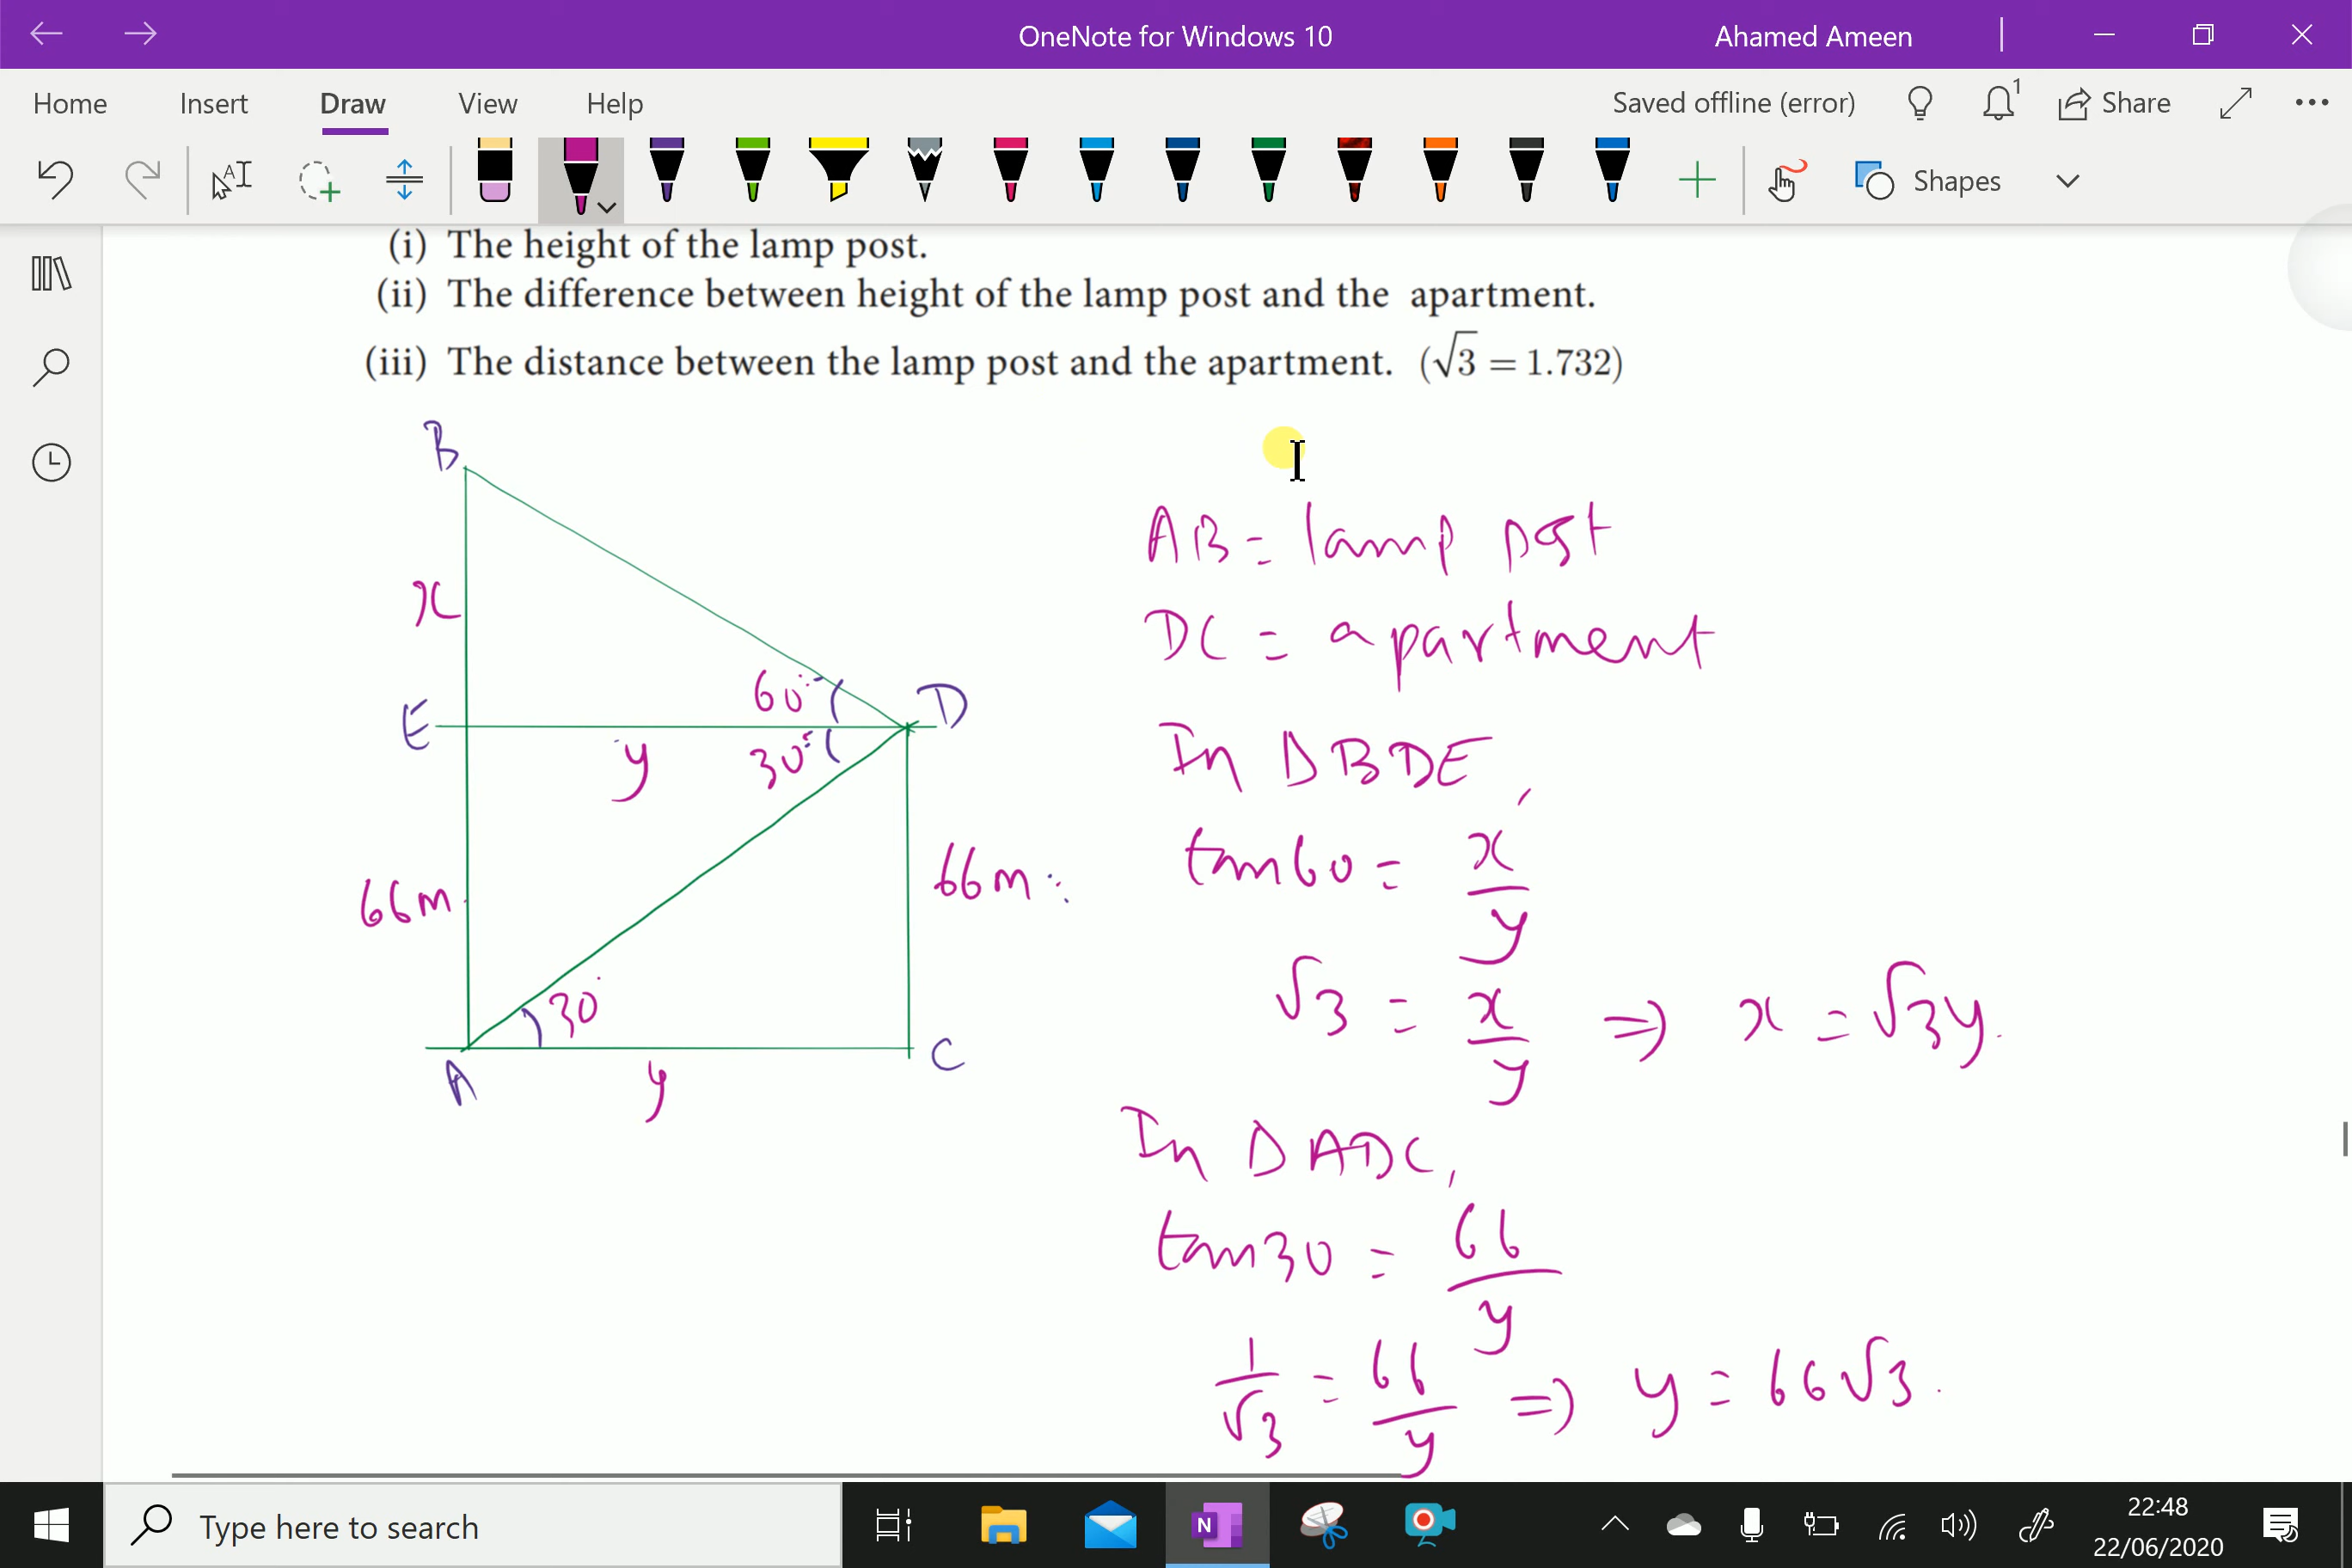 OneNote for Windows 10
Ahamed Ameen
Home Insert Draw View Help
Saved offline (error)
1
Share
Shapes
(i) The height of the lamp post.
(ii) The difference between height of the lamp post and the apartment.
(iii) The distance between the lamp post and the apartment. (√3 = 1.732)
B
x
60°
E
D
y
30°
66m
66m
30°
A
C
y
AB = lamp post
DC = apartment
In Δ BDE,
tan60 = x/y
√3 = x/y ⇒ x = √3y.
In Δ ADC,
tan30 = 66/y
1/√3 = 66/y ⇒ y = 66√3.
Type here to search
N
22:48
22/06/2020